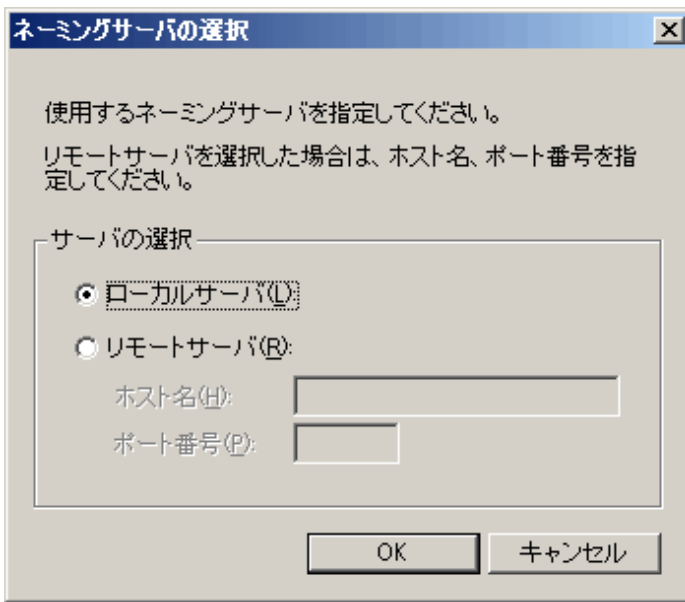 ネーミングサーバの選択
使用するネーミングサーバを指定してください。
リモートサーバを選択した場合は、ホスト名、ポート番号を指
定してください。
サーバの選択
ローカルサーバ(L):
リモートサーバ(R):
ホスト名(H):
ポート番号(P):
OK キャンセル